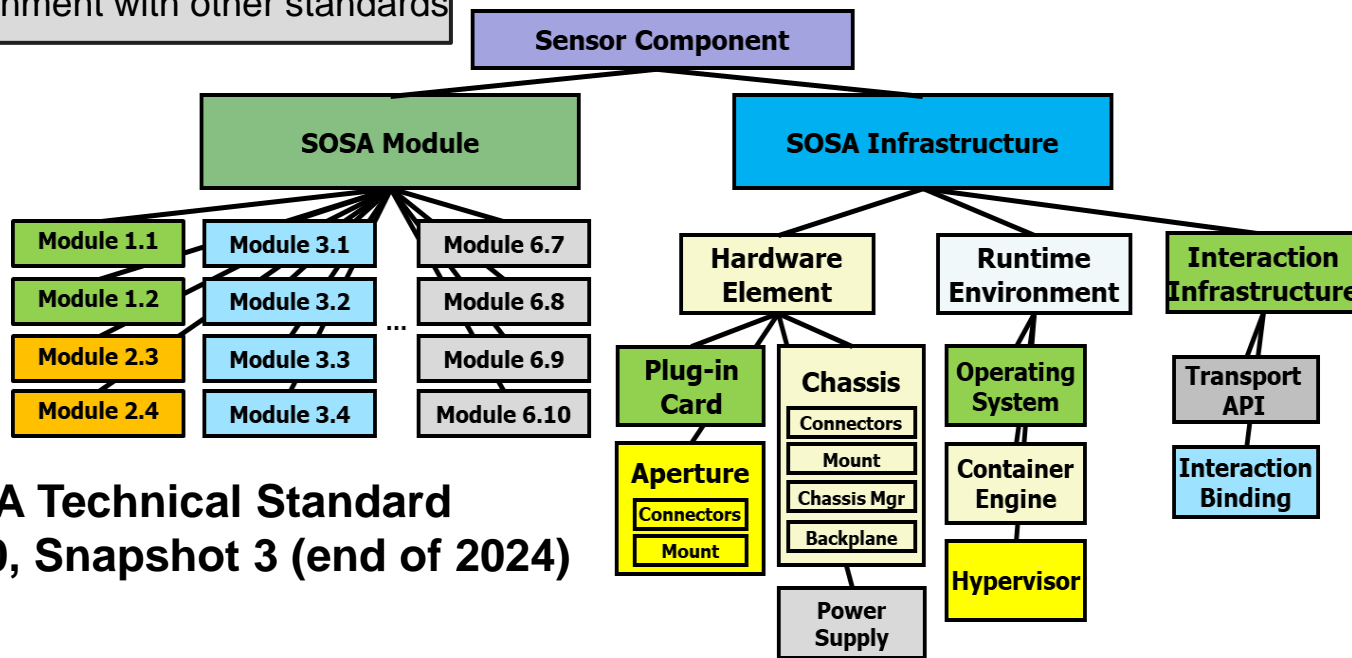 nment with other standards
Sensor Component
SOSA Module
SOSA Infrastructure
Module 1.1
Module 1.2
Module 2.3
Module 2.4
Module 3.1
Module 3.2
Module 3.3
Module 3.4
...
Module 6.7
Module 6.8
Module 6.9
Module 6.10
Hardware
Element
Runtime
Environment
Interaction
Infrastructure
Plug-in
Card
Aperture
Connectors
Mount
Chassis
Connectors
Mount
Chassis Mgr
Backplane
Power
Supply
Operating
System
Container
Engine
Hypervisor
Transport
API
Interaction
Binding
A Technical Standard
, Snapshot 3 (end of 2024)